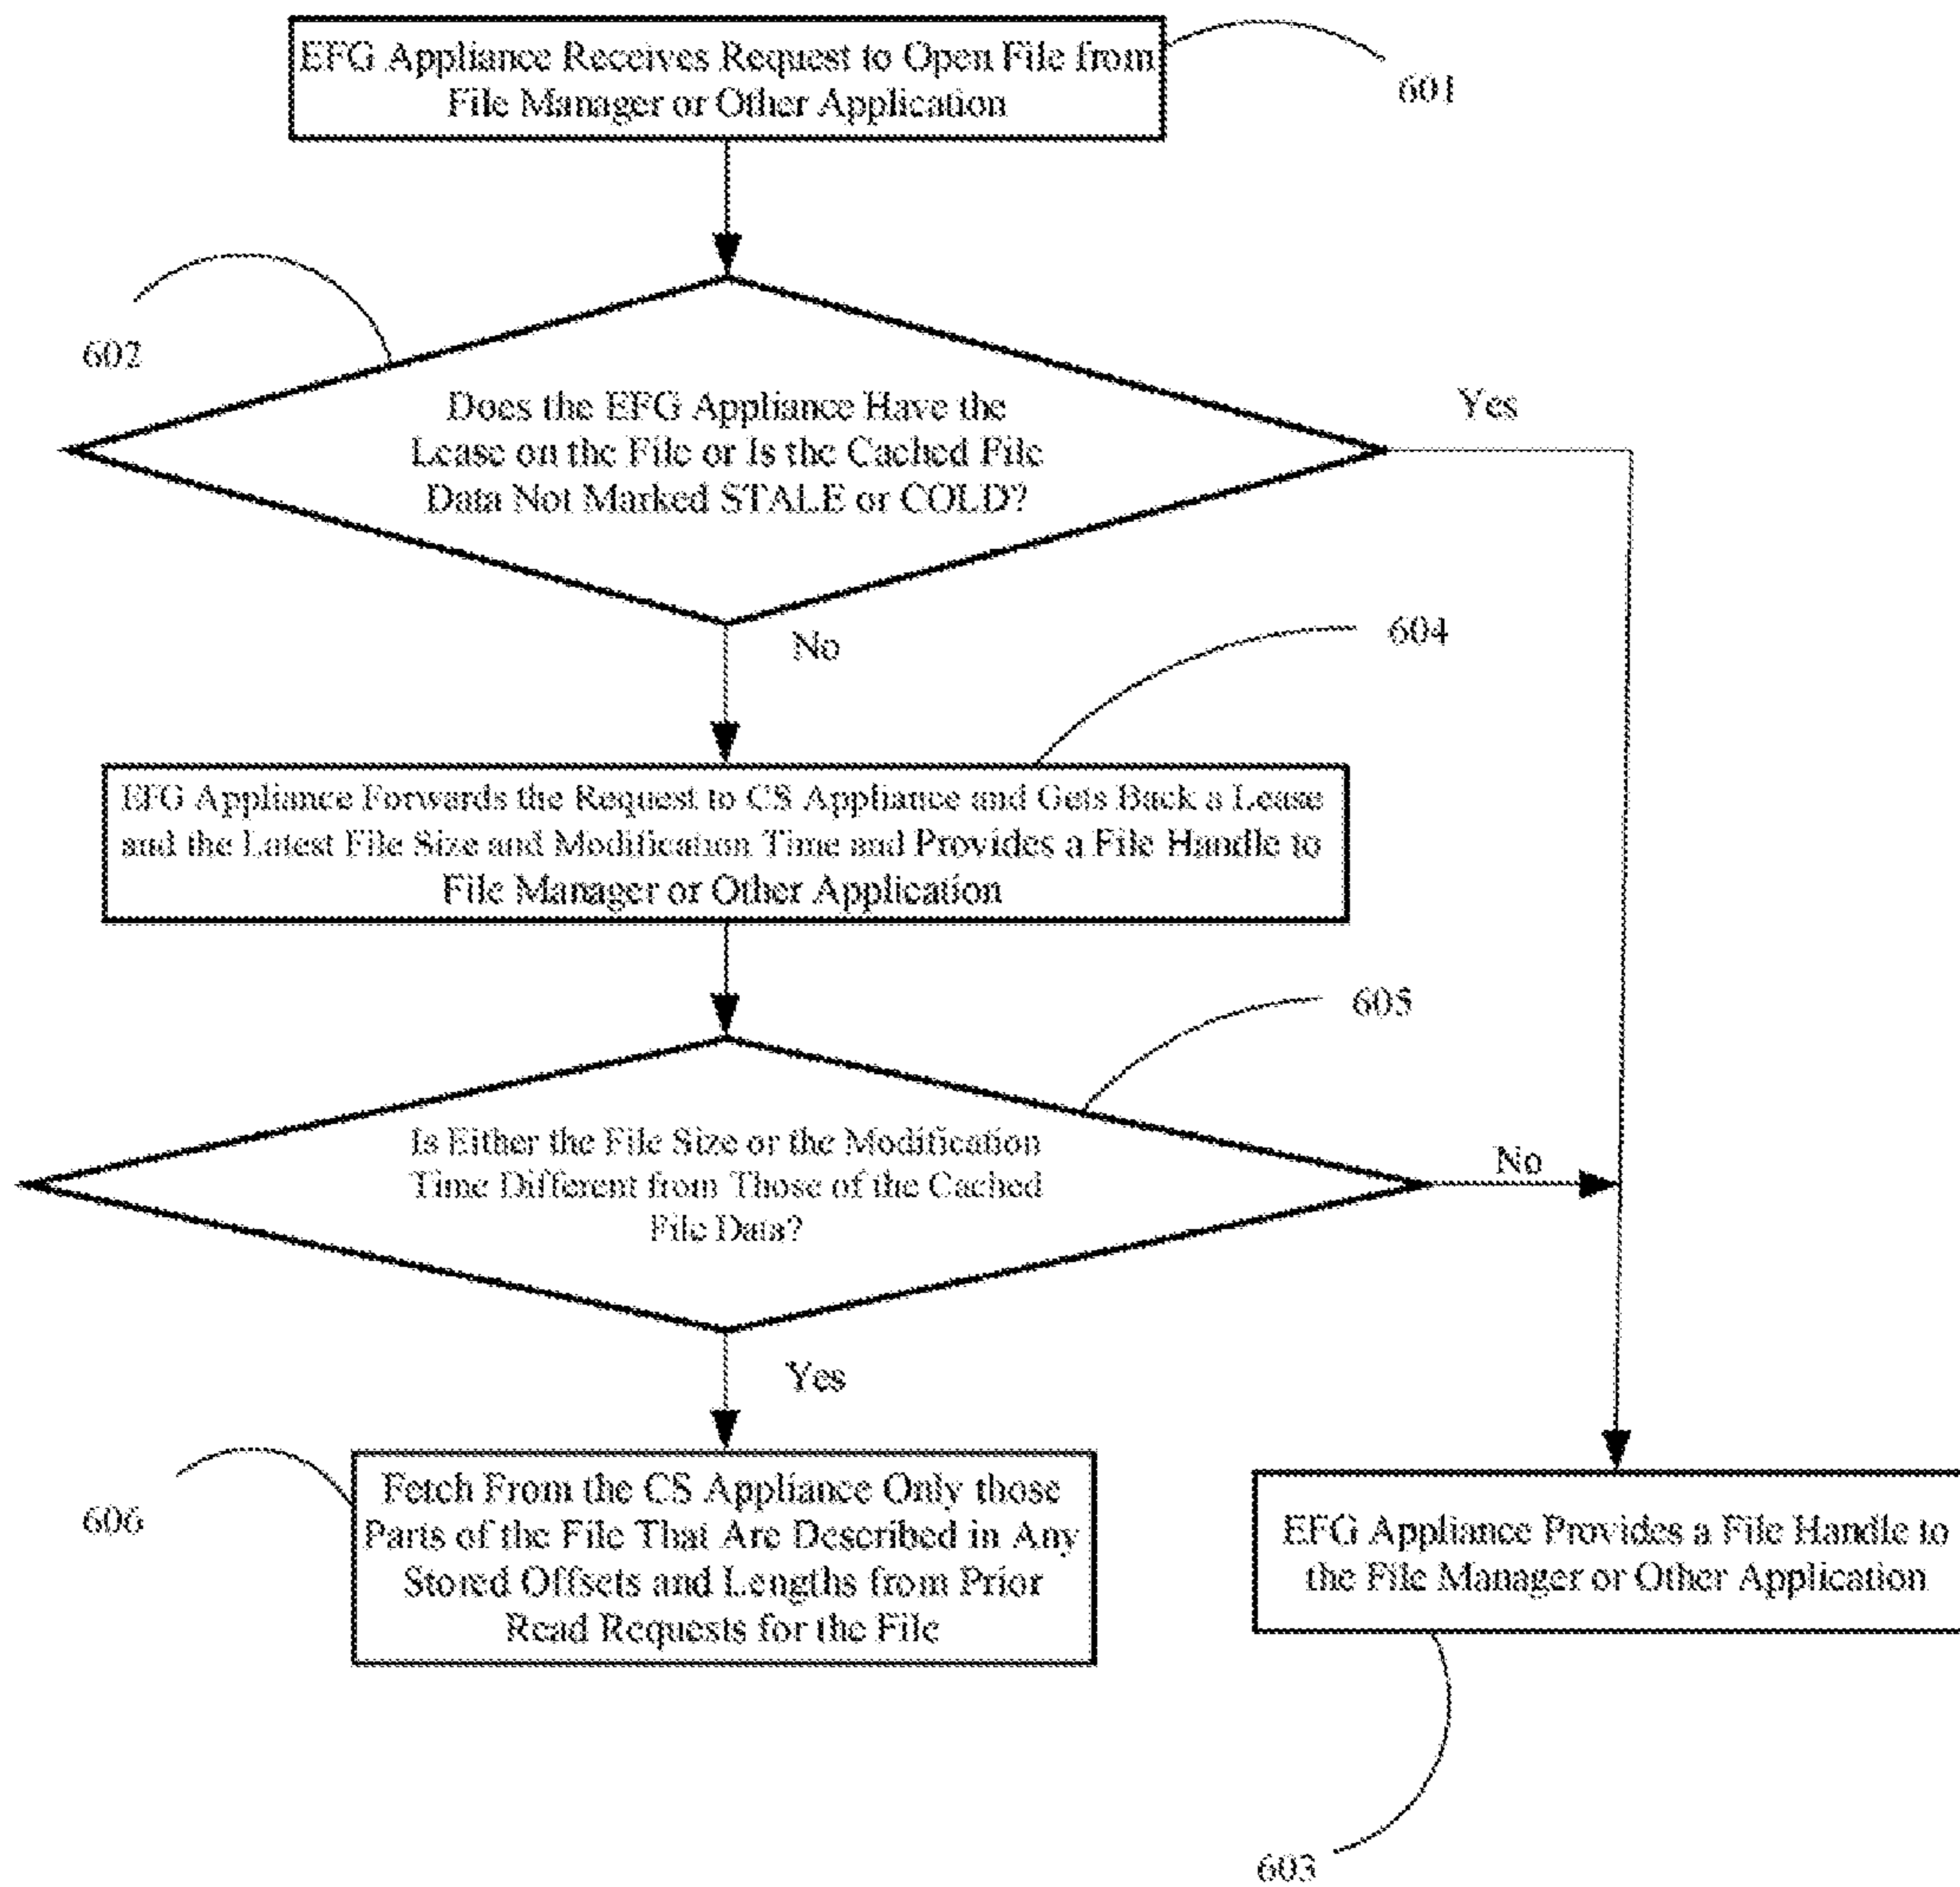 EFG Appliance Receives Request to Open File from
File Manager or Other Application
601
602
Does the EFG Appliance Have the
Lease on the File or Is the Cached File
Data Not Marked STALE or COLD?
Yes
No
604
EFG Appliance Forwards the Request to CS Appliance and Gets Back a Lease
and the Latest File Size and Modification Time and Provides a File Handle to
File Manager or Other Application
605
Is Either the File Size or the Modification
Time Different from Those of the Cached
File Data?
No
Yes
606
Fetch From the CS Appliance Only those
Parts of the File That Are Described in Any
Stored Offsets and Lengths from Prior
Read Requests for the File
EFG Appliance Provides a File Handle to
the File Manager or Other Application
603